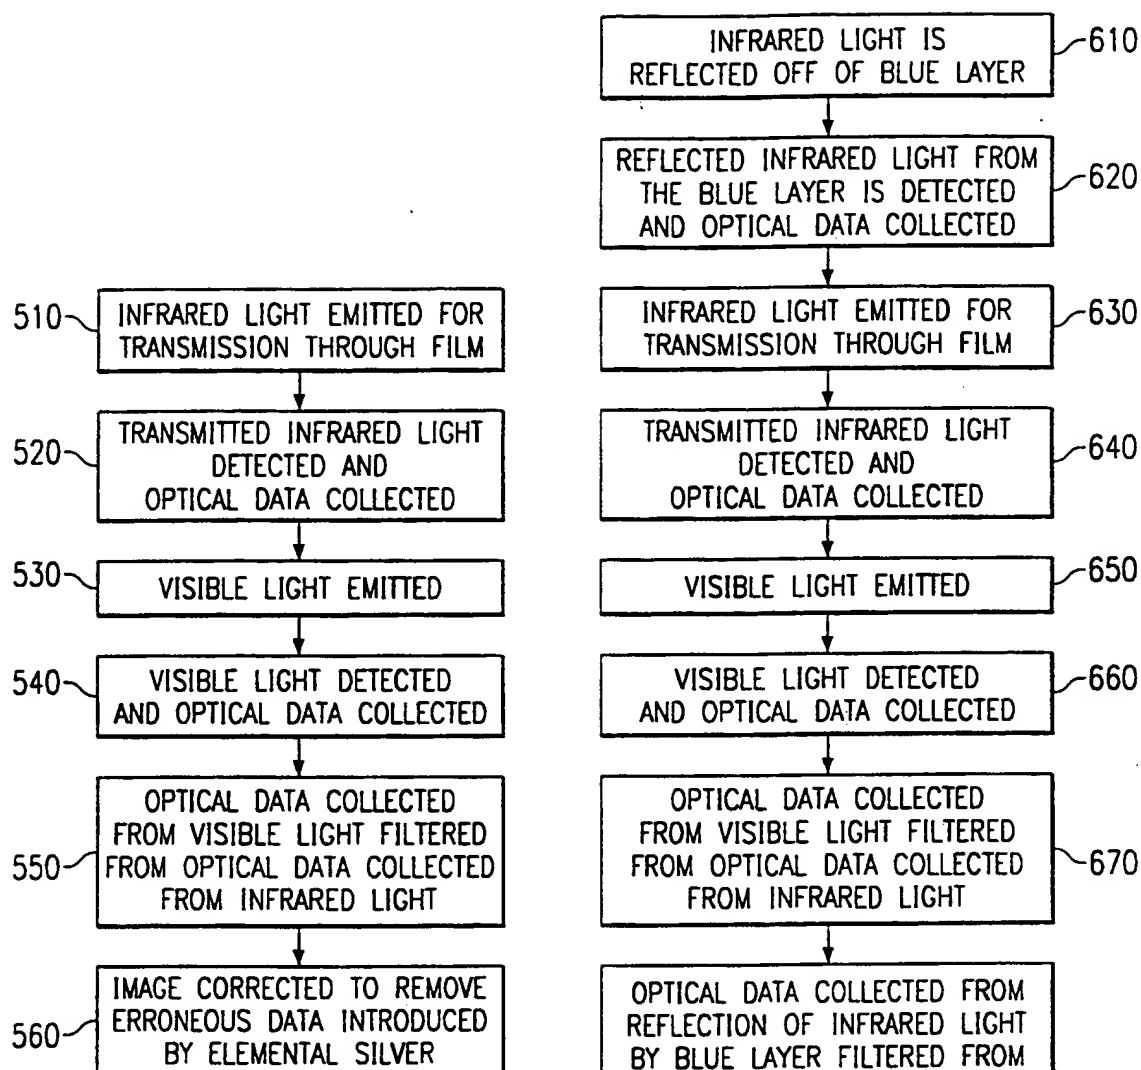 510
INFRARED LIGHT EMITTED FOR
TRANSMISSION THROUGH FILM
520
TRANSMITTED INFRARED LIGHT
DETECTED AND
OPTICAL DATA COLLECTED
530
VISIBLE LIGHT EMITTED
540
VISIBLE LIGHT DETECTED
AND OPTICAL DATA COLLECTED
550
OPTICAL DATA COLLECTED
FROM VISIBLE LIGHT FILTERED
FROM OPTICAL DATA COLLECTED
FROM INFRARED LIGHT
560
IMAGE CORRECTED TO REMOVE
ERRONEOUS DATA INTRODUCED
BY ELEMENTAL SILVER
INFRARED LIGHT IS
REFLECTED OFF OF BLUE LAYER
610
REFLECTED INFRARED LIGHT FROM
THE BLUE LAYER IS DETECTED
AND OPTICAL DATA COLLECTED
620
INFRARED LIGHT EMITTED FOR
TRANSMISSION THROUGH FILM
630
TRANSMITTED INFRARED LIGHT
DETECTED AND
OPTICAL DATA COLLECTED
640
VISIBLE LIGHT EMITTED
650
VISIBLE LIGHT DETECTED
AND OPTICAL DATA COLLECTED
660
OPTICAL DATA COLLECTED
FROM VISIBLE LIGHT FILTERED
FROM OPTICAL DATA COLLECTED
FROM INFRARED LIGHT
670
OPTICAL DATA COLLECTED FROM
REFLECTION OF INFRARED LIGHT
BY BLUE LAYER FILTERED FROM